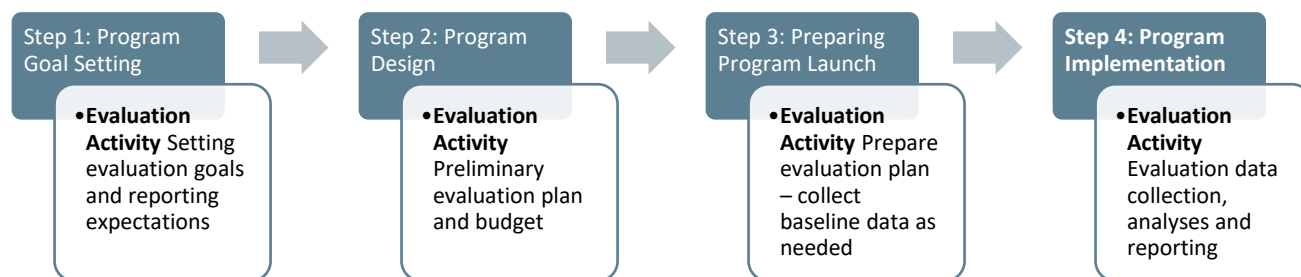 Step 1: Program
Goal Setting
•Evaluation
Activity Setting
evaluation goals
and reporting
expectations
Step 2: Program
Design
•Evaluation
Activity
Preliminary
evaluation plan
and budget
Step 3: Preparing
Program Launch
•Evaluation
Activity Prepare
evaluation plan
– collect
baseline data as
needed
Step 4: Program
Implementation
•Evaluation
Activity
Evaluation data
collection,
analyses and
reporting